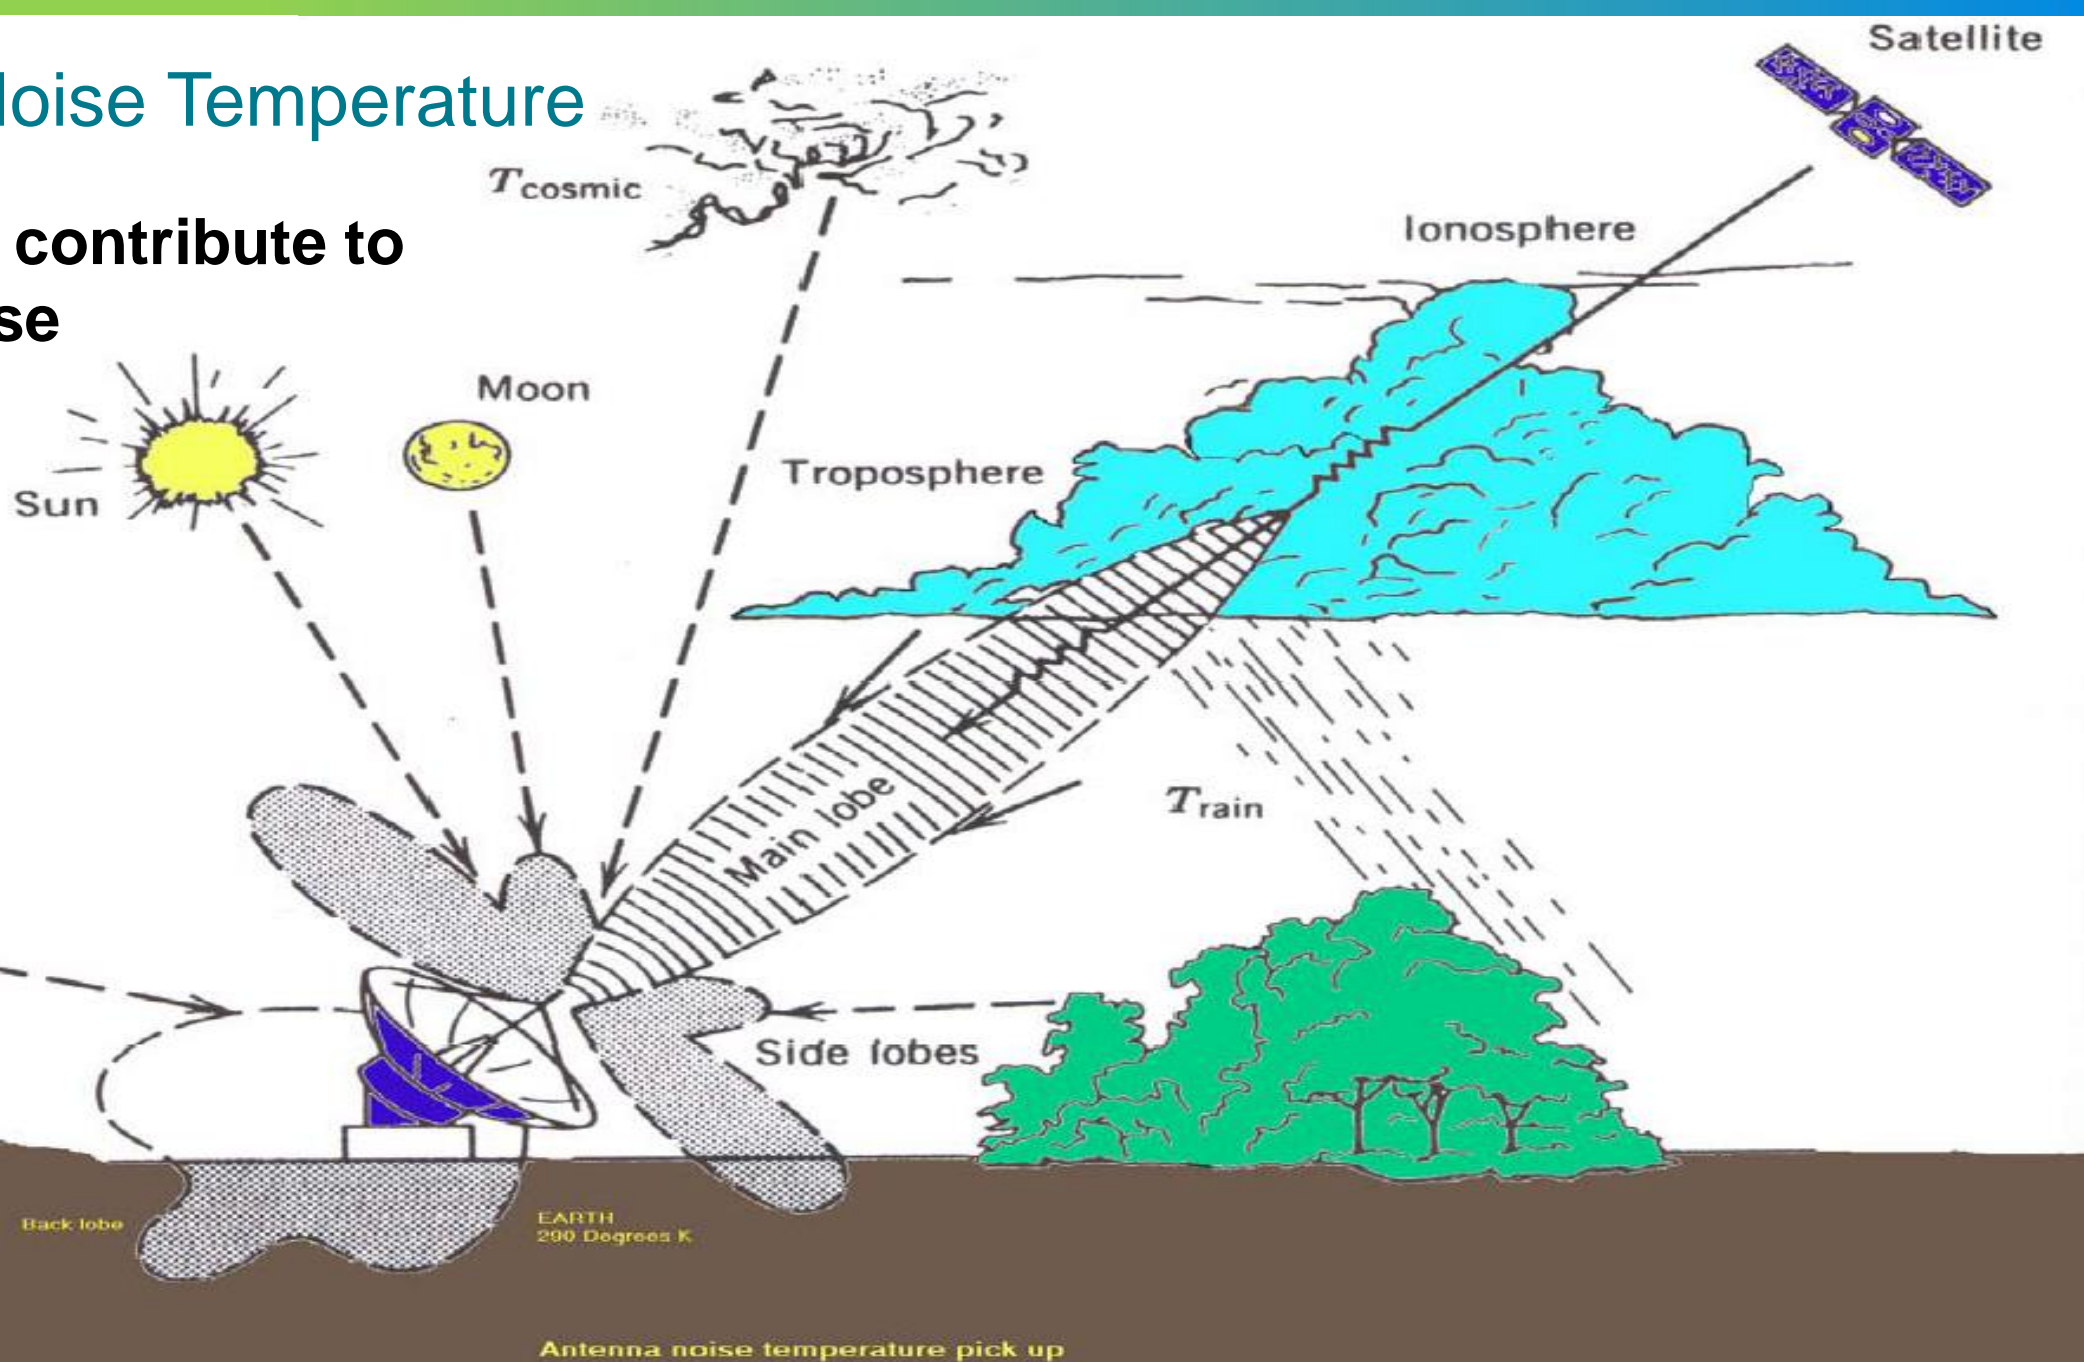 oise Temperature
contribute to
se
Satellite
Tcosmic
Ionosphere
Moon
Troposphere
Sun
Main lobe
Train
Side lobes
Back lobe
EARTH
290 Degrees K
Antenna noise temperature pick up